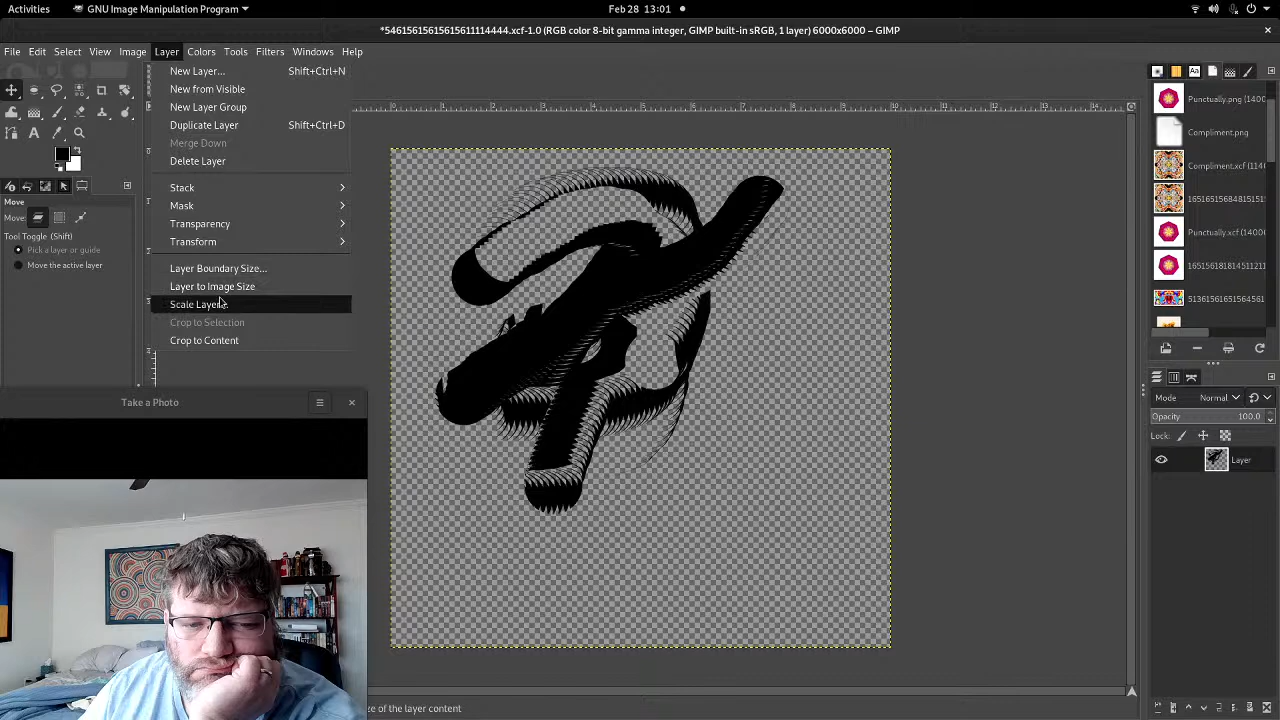 Activities GNU Image Manipulation Program Feb 28 13:01
*54615615615615611114444.xcf-1.0 (RGB color 8-bit gamma integer, GIMP built-in sRGB, 1 layer) 6000x6000 – GIMP
File Edit Select View Image Layer Colors Tools Filters Windows Help
New Layer... Shift+Ctrl+N
New from Visible
New Layer Group
Duplicate Layer Shift+Ctrl+D
Merge Down
Delete Layer
Stack
Mask
Transparency
Transform
Layer Boundary Size...
Layer to Image Size
Scale Layer...
Crop to Selection
Crop to Content
Move
Move:
Tool Toggle (Shift)
Pick a layer or guide
Move the active layer
Take a Photo
Punctually.png (1400
Compliment.png
Compliment.xcf (1400
Punctually.xcf (1400
Mode Normal
Opacity 100.0
Lock:
Layer
ze of the layer content